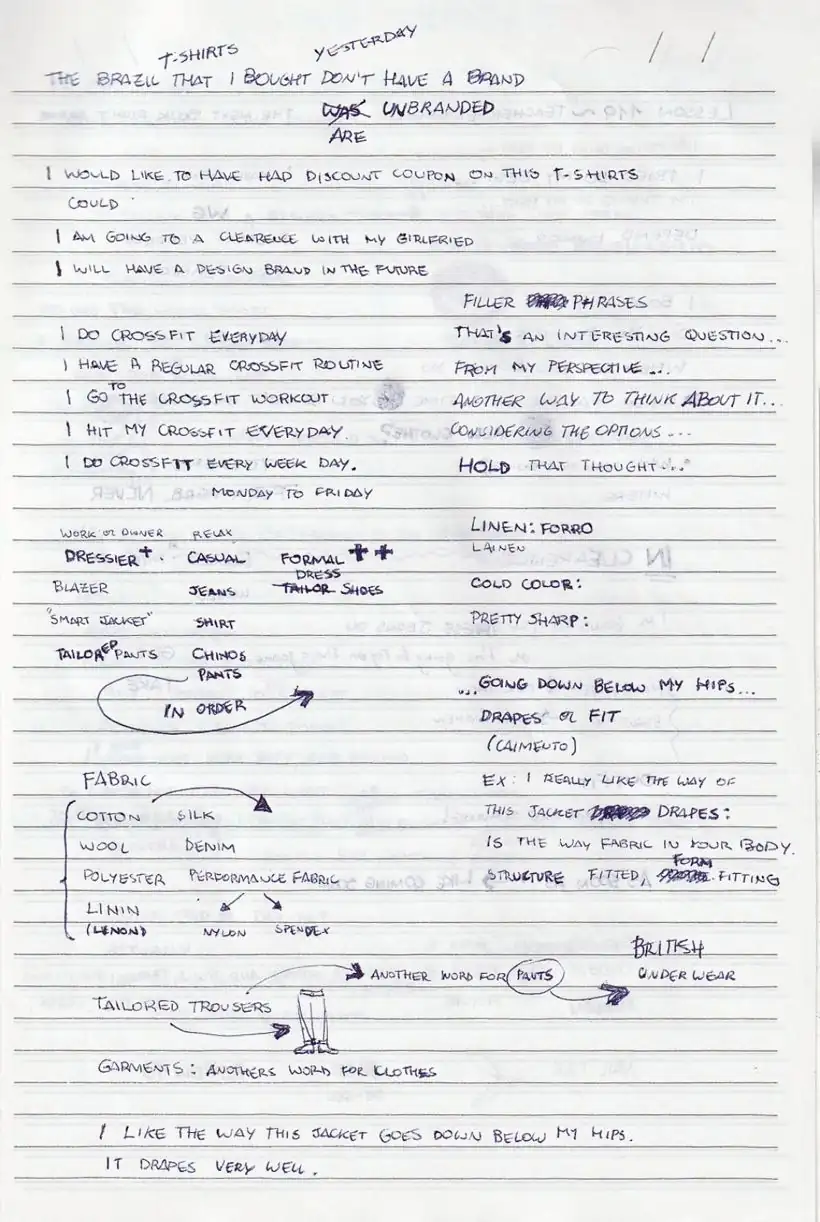 T-SHIRTS YESTERDAY
THE BRAZIL THAT I BOUGHT DON'T HAVE A BRAND
WAS UNBRANDED
ARE
I WOULD LIKE TO HAVE HAD DISCOUNT COUPON ON THIS T-SHIRTS
COULD
I AM GOING TO A CLEARENCE WITH MY GIRLFRIED
I WILL HAVE A DESIGN BRAUD IN THE FUTURE
FILLER PHRASES
I DO CROSSFIT EVERYDAY
THAT'S AN INTERESTING QUESTION...
I HAVE A REGULAR CROSSFIT ROUTINE
FROM MY PERSPECTIVE...
I GO TO THE CROSSFIT WORKOUT
ANOTHER WAY TO THINK ABOUT IT...
I HIT MY CROSSFIT EVERYDAY.
CONSIDERING THE OPTIONS...
I DO CROSSFIT EVERY WEEK DAY.
HOLD THAT THOUGHT...
MONDAY TO FRIDAY
WORK OR DINNER RELAX
LINEN: FORRO
LAINEN
DRESSIER+. CASUAL FORMAL ++
DRESS
BLAZER JEANS TAILOR SHOES
COLD COLOR:
"SMART JACKET" SHIRT
PRETTY SHARP:
TAILORED PANTS CHINOS
PANTS
IN ORDER
...GOING DOWN BELOW MY HIPS...
DRAPES OR FIT
(CAIMENTO)
FABRIC
EX: I REALLY LIKE THE WAY OF
COTTON SILK
THIS JACKET DRAPES:
WOOL DENIM
IS THE WAY FABRIC IN YOUR BODY.
POLYESTER PERFORMANCE FABRIC
STRUCTURE FITTED, FORM FITTING
LININ
(LENON) NYLON SPENDEX
BRITISH
ANOTHER WORD FOR PANTS UNDERWEAR
TAILORED TROUSERS
GARMENTS: ANOTHERS WORD FOR KLOTHES
I LIKE THE WAY THIS JACKET GOES DOWN BELOW MY HIPS.
IT DRAPES VERY WELL.